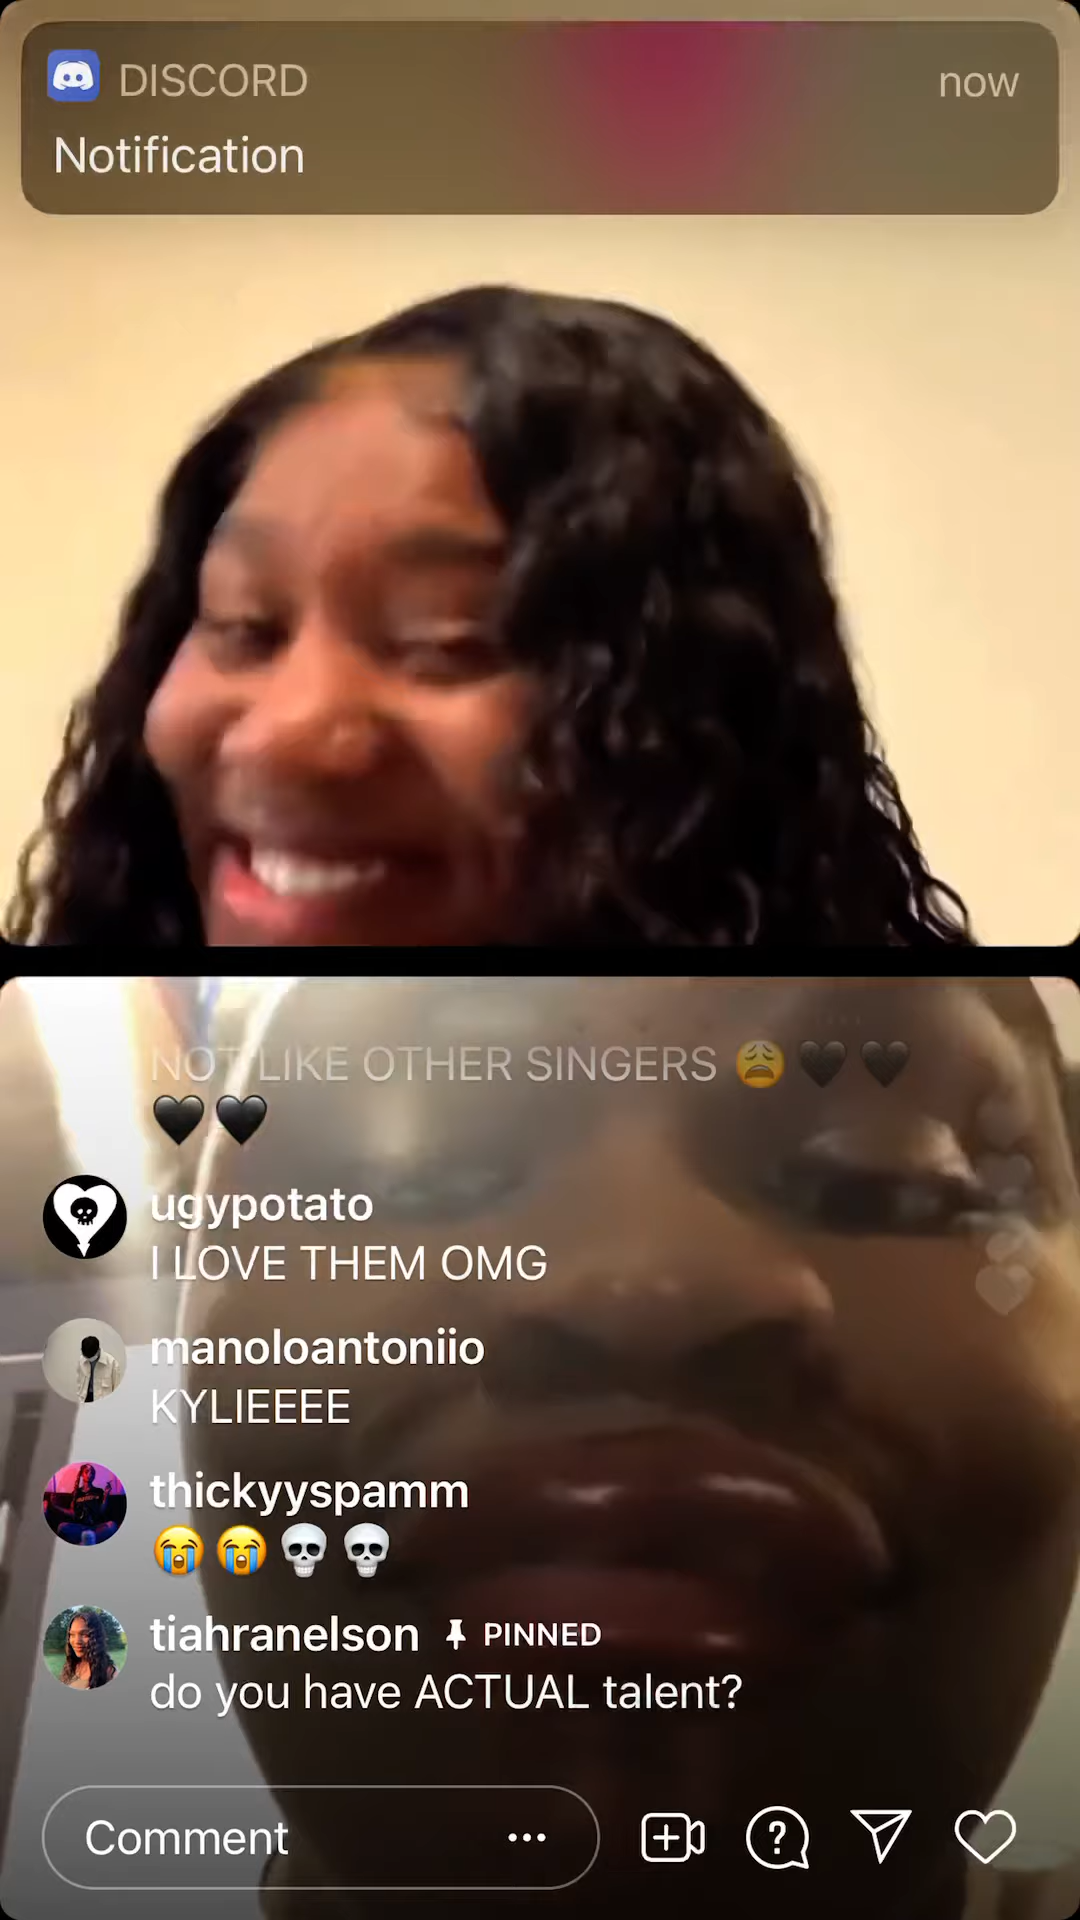 DISCORD
now
Notification
NOT LIKE OTHER SINGERS 😩🖤🖤
🖤🖤
ugypotato
I LOVE THEM OMG
manoloantoniio
KYLIEEEE
thickyyspamm
😭😭💀💀
tiahranelson PINNED
do you have ACTUAL talent?
Comment